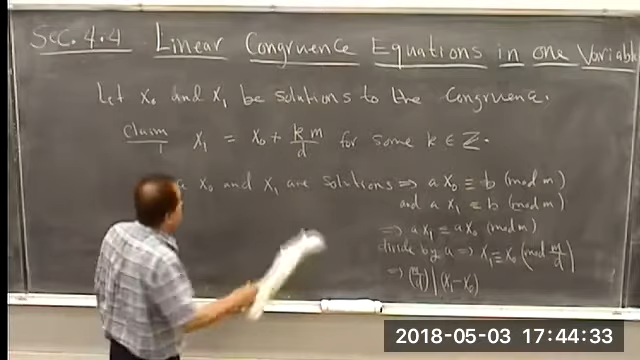 Sec. 4.4 Linear Congruence Equations in one Variable
Let x₀ and x₁ be solutions to the Congruence.
Claim x₁ = x₀ + km/d for some k ∈ ℤ.
x₀ and x₁ are solutions ⇒ a x₀ ≡ b (mod m)
and a x₁ ≡ b (mod m)
⇒ a x₁ ≡ a x₀ (mod m)
divide by a ⇒ x₁ ≡ x₀ (mod m/d)
⇒ (m/d) | (x₁ - x₀)
2018-05-03 17:44:33